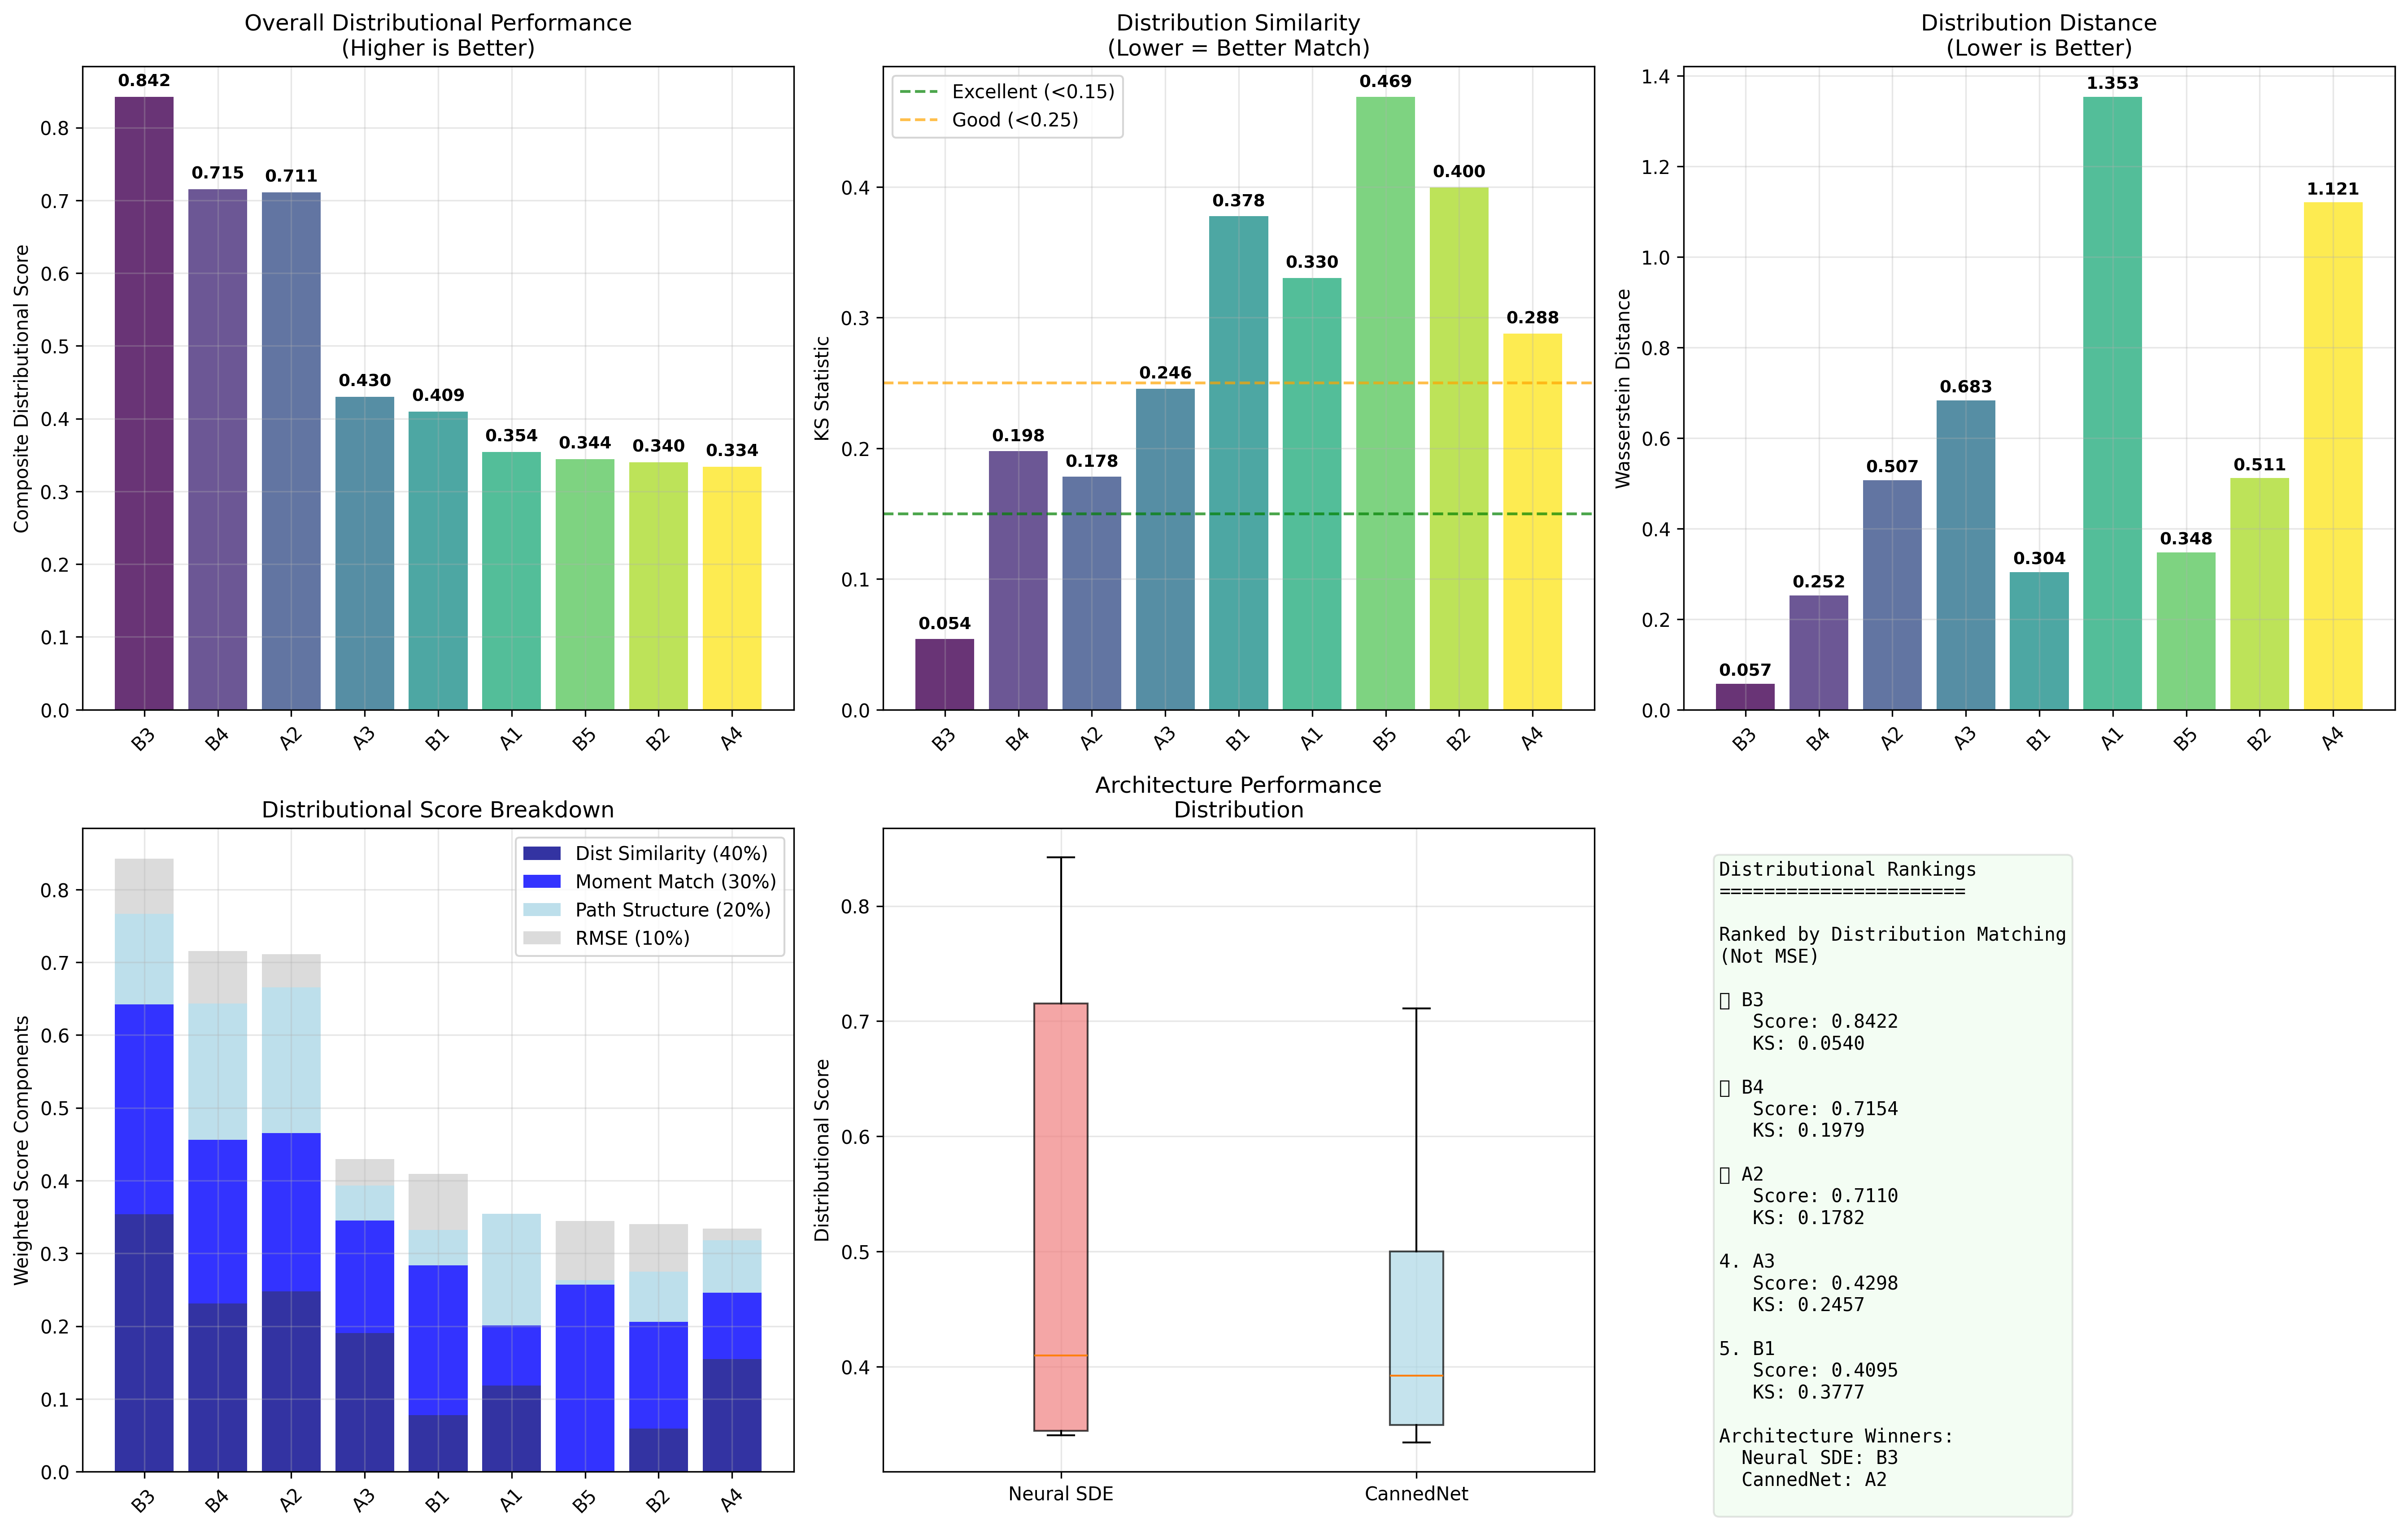 Overall Distributional Performance
(Higher is Better)
Composite Distributional Score
0.8
0.7
0.6
0.5
0.4
0.3
0.2
0.1
0.0
0.842
0.715
0.711
0.430
0.409
0.354
0.344
0.340
0.334
B3
B4
A2
A3
B1
A1
B5
B2
A4
Distribution Similarity
(Lower = Better Match)
KS Statistic
0.4
0.3
0.2
0.1
0.0
Excellent (<0.15)
Good (<0.25)
0.054
0.198
0.178
0.246
0.378
0.330
0.469
0.400
0.288
B3
B4
A2
A3
B1
A1
B5
B2
A4
Distribution Distance
(Lower is Better)
Wasserstein Distance
1.4
1.2
1.0
0.8
0.6
0.4
0.2
0.0
0.057
0.252
0.507
0.683
0.304
1.353
0.348
0.511
1.121
B3
B4
A2
A3
B1
A1
B5
B2
A4
Distributional Score Breakdown
Weighted Score Components
0.8
0.7
0.6
0.5
0.4
0.3
0.2
0.1
0.0
Dist Similarity (40%)
Moment Match (30%)
Path Structure (20%)
RMSE (10%)
B3
B4
A2
A3
B1
A1
B5
B2
A4
Architecture Performance
Distribution
Distributional Score
0.8
0.7
0.6
0.5
0.4
Neural SDE
CannedNet
Distributional Rankings
======================
Ranked by Distribution Matching
(Not MSE)
B3
Score: 0.8422
KS: 0.0540
B4
Score: 0.7154
KS: 0.1979
A2
Score: 0.7110
KS: 0.1782
4. A3
Score: 0.4298
KS: 0.2457
5. B1
Score: 0.4095
KS: 0.3777
Architecture Winners:
Neural SDE: B3
CannedNet: A2